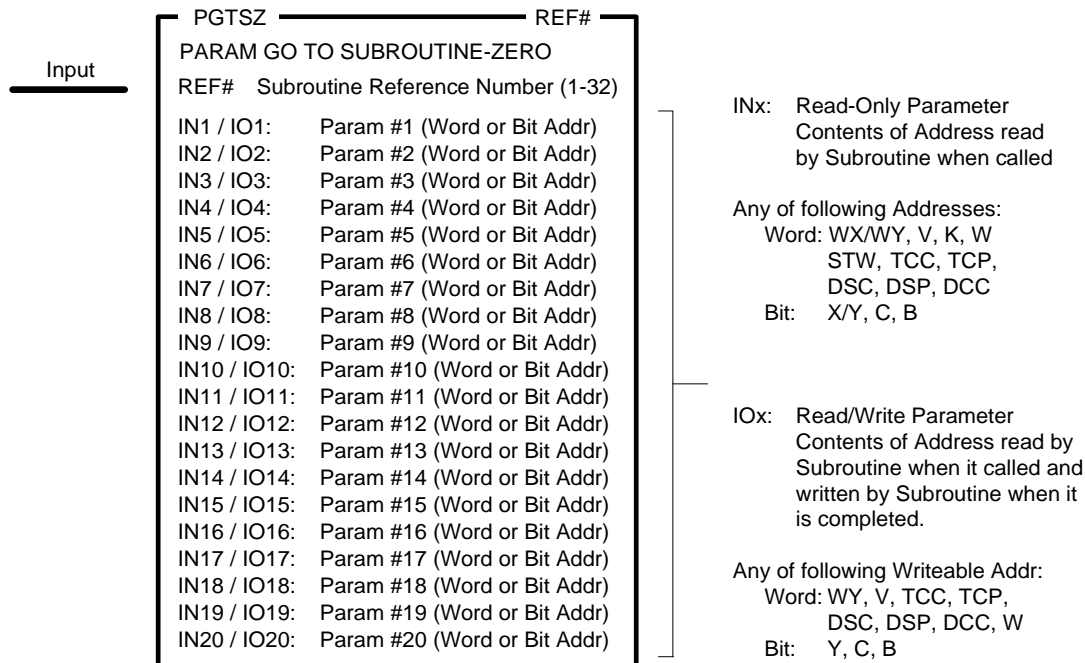 PGTSZ REF#
PARAM GO TO SUBROUTINE-ZERO
Input
REF# Subroutine Reference Number (1-32)
IN1 / IO1: Param #1 (Word or Bit Addr)
IN2 / IO2: Param #2 (Word or Bit Addr)
IN3 / IO3: Param #3 (Word or Bit Addr)
IN4 / IO4: Param #4 (Word or Bit Addr)
IN5 / IO5: Param #5 (Word or Bit Addr)
IN6 / IO6: Param #6 (Word or Bit Addr)
IN7 / IO7: Param #7 (Word or Bit Addr)
IN8 / IO8: Param #8 (Word or Bit Addr)
IN9 / IO9: Param #9 (Word or Bit Addr)
IN10 / IO10: Param #10 (Word or Bit Addr)
IN11 / IO11: Param #11 (Word or Bit Addr)
IN12 / IO12: Param #12 (Word or Bit Addr)
IN13 / IO13: Param #13 (Word or Bit Addr)
IN14 / IO14: Param #14 (Word or Bit Addr)
IN15 / IO15: Param #15 (Word or Bit Addr)
IN16 / IO16: Param #16 (Word or Bit Addr)
IN17 / IO17: Param #17 (Word or Bit Addr)
IN18 / IO18: Param #18 (Word or Bit Addr)
IN19 / IO19: Param #19 (Word or Bit Addr)
IN20 / IO20: Param #20 (Word or Bit Addr)
INx: Read-Only Parameter
Contents of Address read
by Subroutine when called
Any of following Addresses:
Word: WX/WY, V, K, W
STW, TCC, TCP,
DSC, DSP, DCC
Bit: X/Y, C, B
IOx: Read/Write Parameter
Contents of Address read by
Subroutine when it called and
written by Subroutine when it
is completed.
Any of following Writeable Addr:
Word: WY, V, TCC, TCP,
DSC, DSP, DCC, W
Bit: Y, C, B